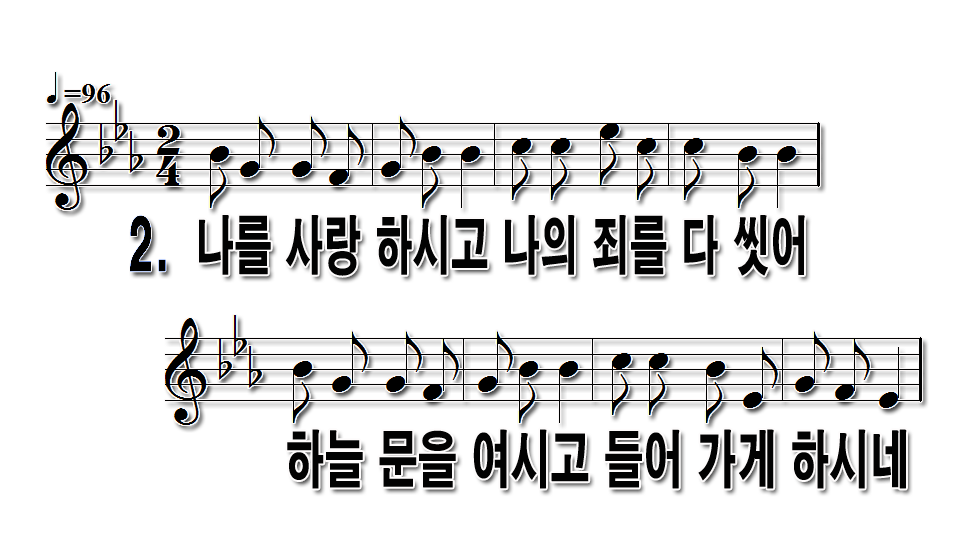 ♩=96
2/4
2. 나를 사랑 하시고 나의 죄를 다 씻어
하늘 문을 여시고 들어 가게 하시네